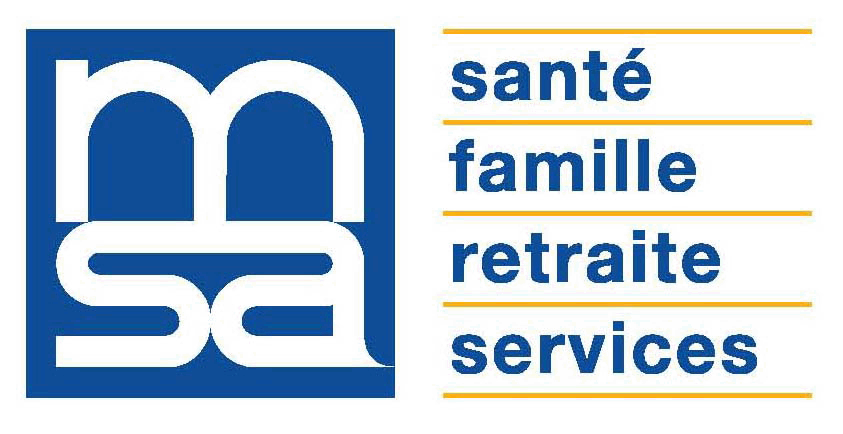 msa
santé
famille
retraite
services